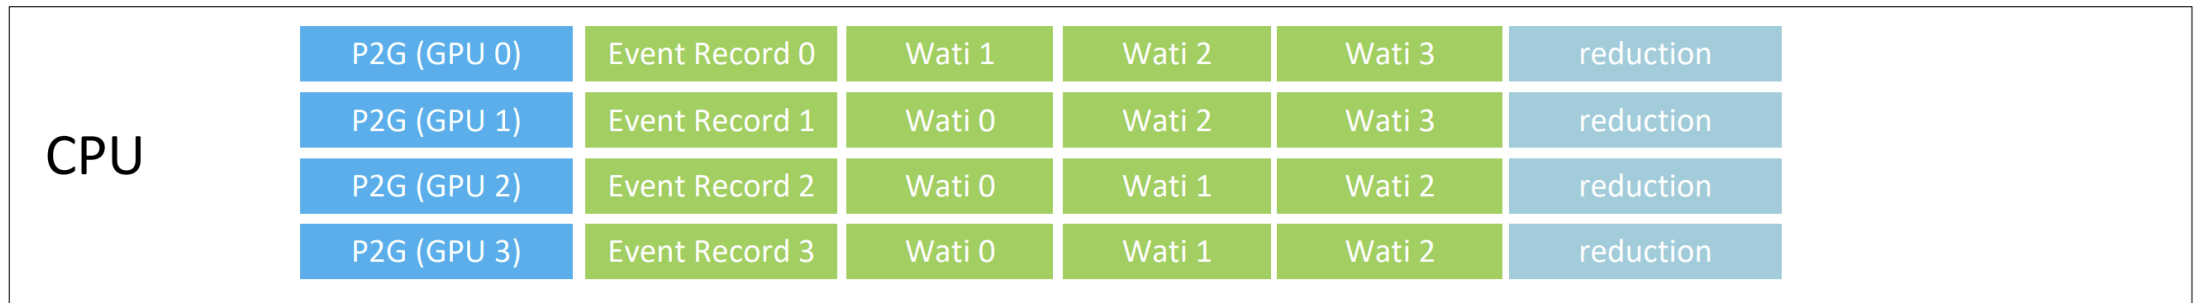 P2G (GPU 0) Event Record 0 Wati 1 Wati 2 Wati 3 reduction
P2G (GPU 1) Event Record 1 Wati 0 Wati 2 Wati 3 reduction
CPU
P2G (GPU 2) Event Record 2 Wati 0 Wati 1 Wati 2 reduction
P2G (GPU 3) Event Record 3 Wati 0 Wati 1 Wati 2 reduction